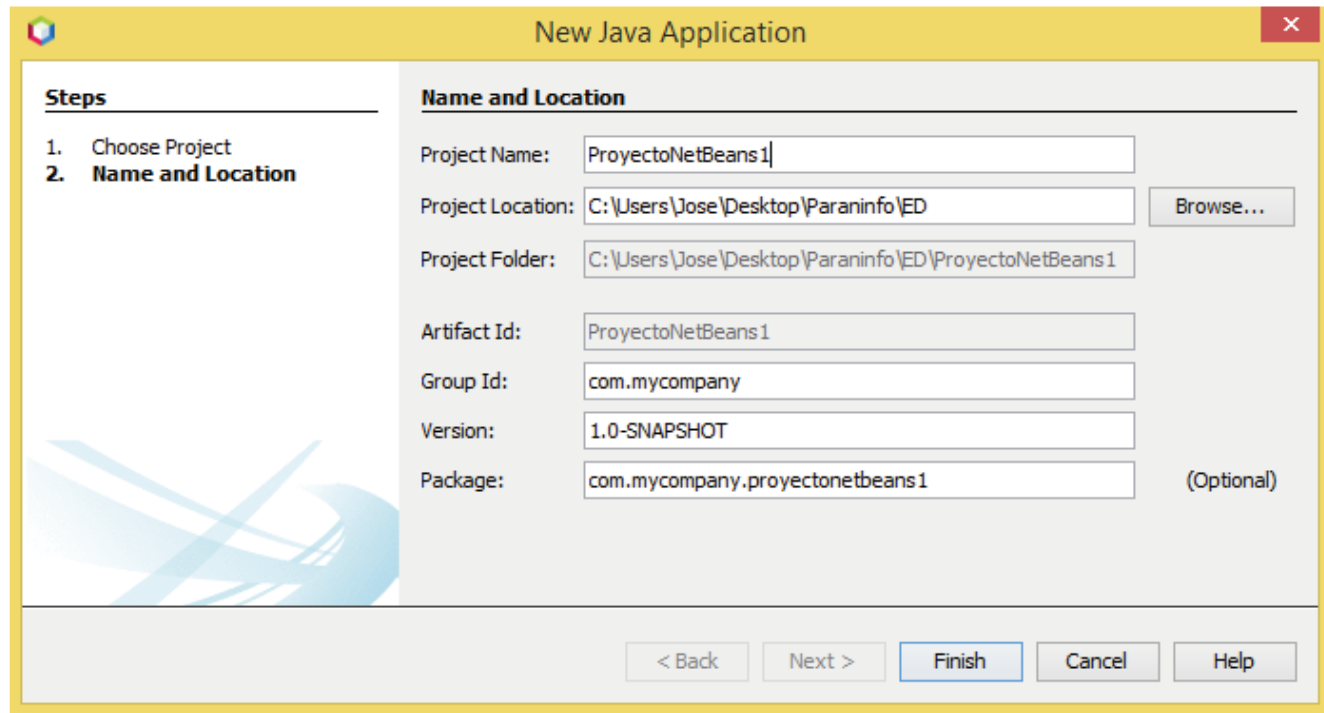 New Java Application
Steps
1. Choose Project
2. Name and Location
Name and Location
Project Name: ProyectoNetBeans1
Project Location: C:\Users\Jose\Desktop\Paraninfo\ED Browse...
Project Folder: C:\Users\Jose\Desktop\Paraninfo\ED\ProyectoNetBeans1
Artifact Id: ProyectoNetBeans1
Group Id: com.mycompany
Version: 1.0-SNAPSHOT
Package: com.mycompany.proyectonetbeans1 (Optional)
< Back Next > Finish Cancel Help